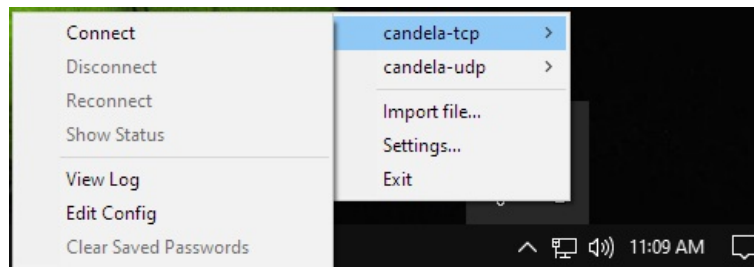 Connect
Disconnect
Reconnect
Show Status
View Log
Edit Config
Clear Saved Passwords
candela-tcp
candela-udp
Import file...
Settings...
Exit
11:09 AM